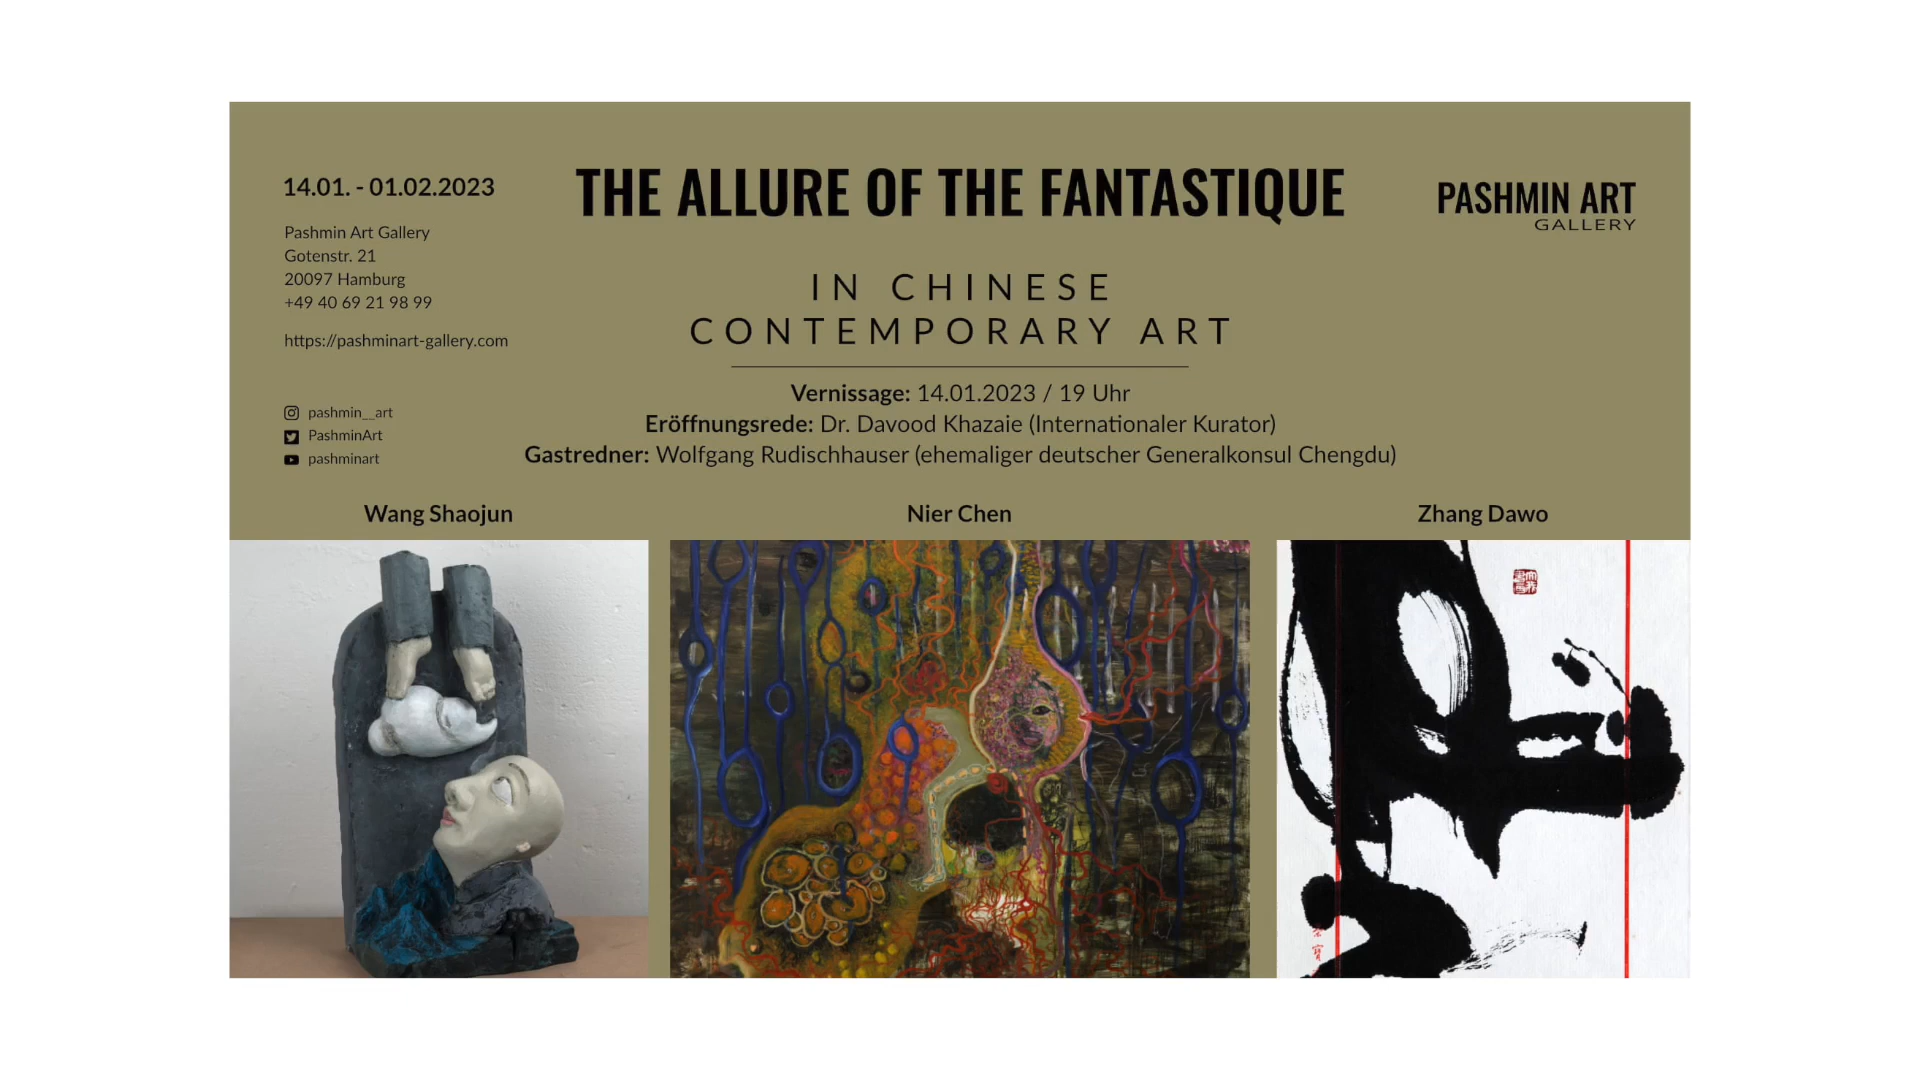 14.01. - 01.02.2023
Pashmin Art Gallery
Gotenstr. 21
20097 Hamburg
+49 40 69 21 98 99
https://pashminart-gallery.com
pashmin__art
PashminArt
pashminart
THE ALLURE OF THE FANTASTIQUE
IN CHINESE
CONTEMPORARY ART
Vernissage: 14.01.2023 / 19 Uhr
Eröffnungsrede: Dr. Davood Khazaie (Internationaler Kurator)
Gastredner: Wolfgang Rudischhauser (ehemaliger deutscher Generalkonsul Chengdu)
PASHMIN ART
GALLERY
Wang Shaojun
Nier Chen
Zhang Dawo